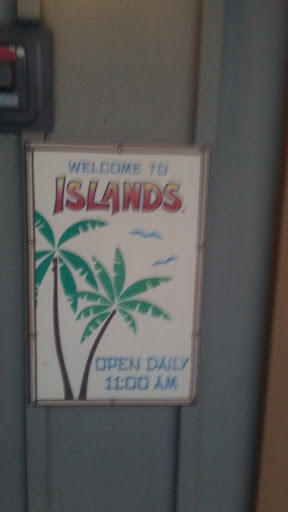 WELCOME TO
ISLANDS.
OPEN DAILY
11:00 AM